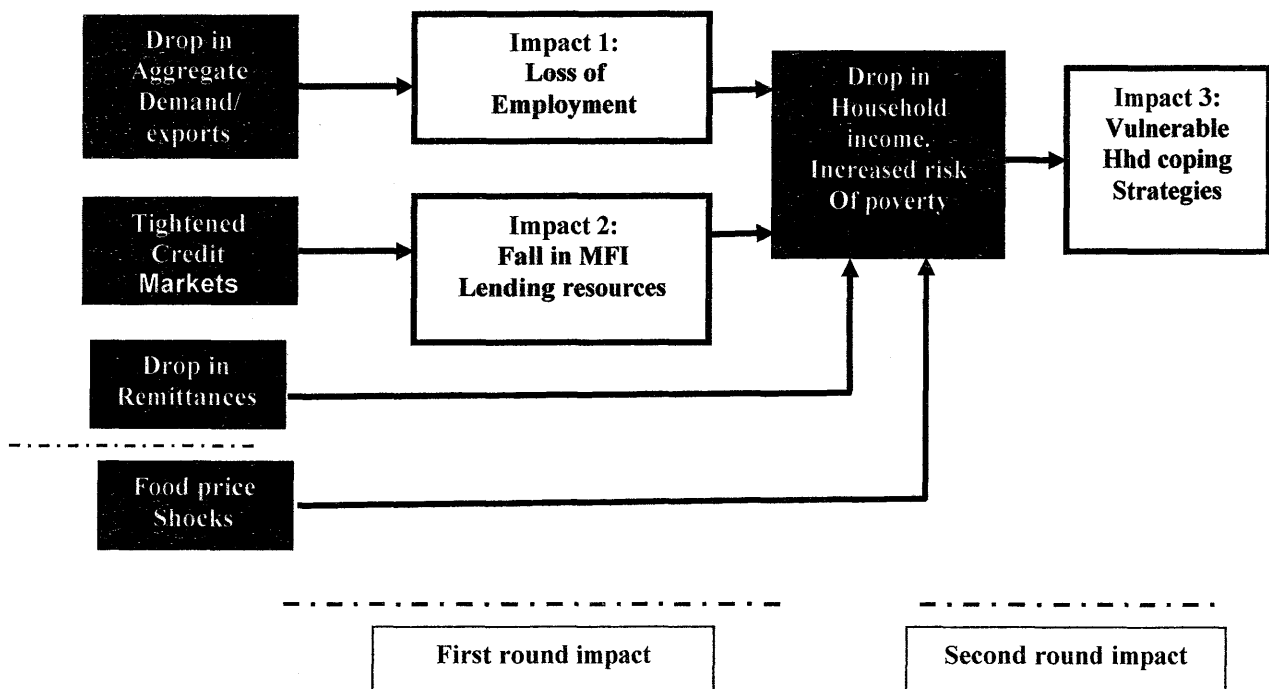 Drop in
Aggregate
Demand/
exports
Impact 1:
Loss of
Employment
Drop in
Household
income.
Increased risk
Of poverty
Impact 3:
Vulnerable
Hhd coping
Strategies
Tightened
Credit
Markets
Impact 2:
Fall in MFI
Lending resources
Drop in
Remittances
Food price
Shocks
First round impact
Second round impact